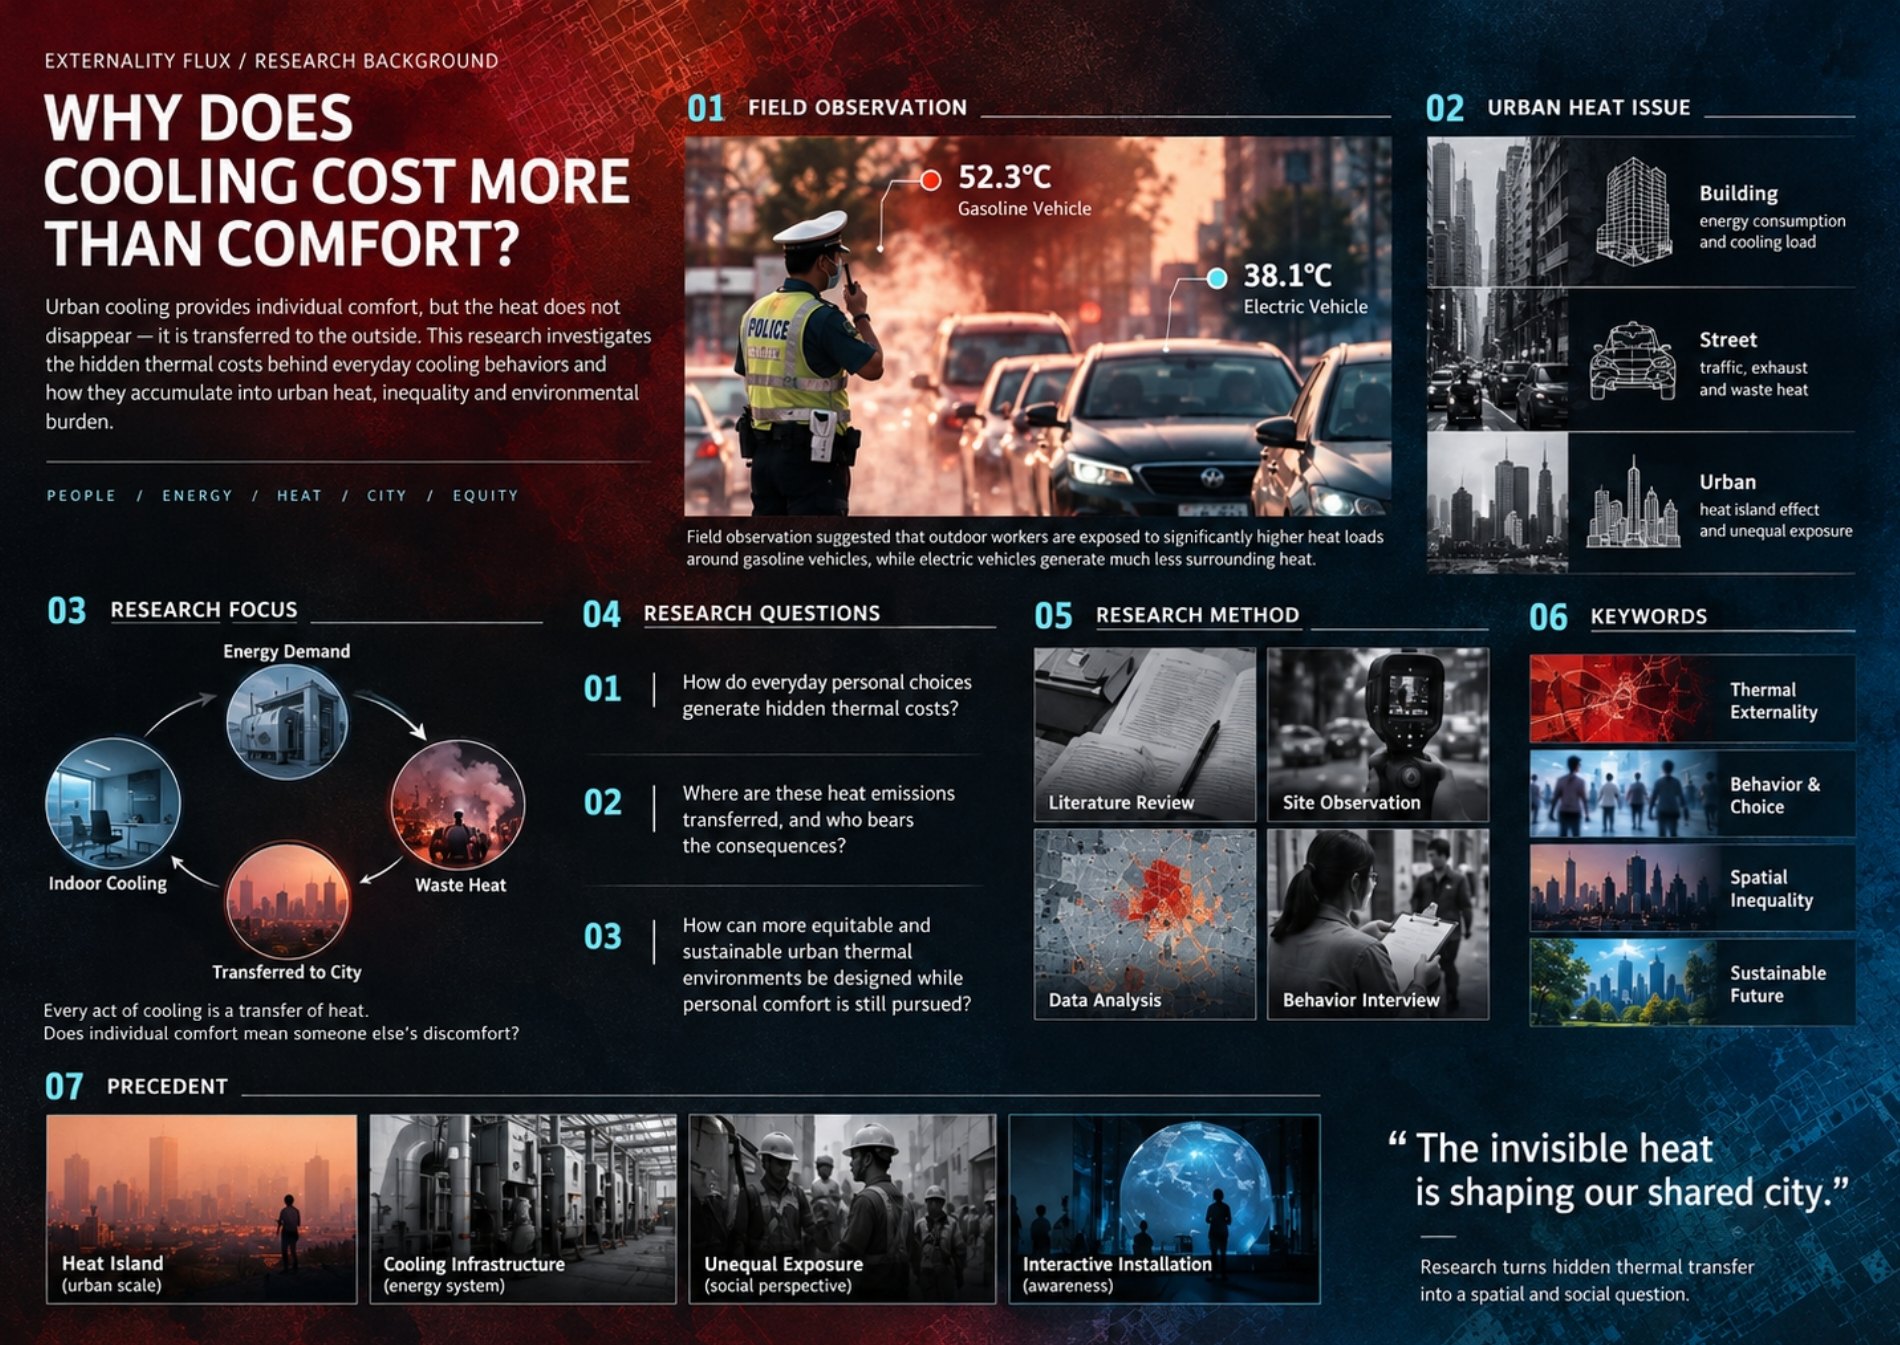 EXTERNALITY FLUX / RESEARCH BACKGROUND
WHY DOES
COOLING COST MORE
THAN COMFORT?
Urban cooling provides individual comfort, but the heat does not
disappear — it is transferred to the outside. This research investigates
the hidden thermal costs behind everyday cooling behaviors and
how they accumulate into urban heat, inequality and environmental
burden.
PEOPLE / ENERGY / HEAT / CITY / EQUITY
01 FIELD OBSERVATION
52.3°C
Gasoline Vehicle
38.1°C
Electric Vehicle
POLICE
Field observation suggested that outdoor workers are exposed to significantly higher heat loads
around gasoline vehicles, while electric vehicles generate much less surrounding heat.
02 URBAN HEAT ISSUE
Building
energy consumption
and cooling load
Street
traffic, exhaust
and waste heat
Urban
heat island effect
and unequal exposure
03 RESEARCH FOCUS
Energy Demand
Indoor Cooling
Waste Heat
Transferred to City
Every act of cooling is a transfer of heat.
Does individual comfort mean someone else's discomfort?
04 RESEARCH QUESTIONS
01
How do everyday personal choices
generate hidden thermal costs?
02
Where are these heat emissions
transferred, and who bears
the consequences?
03
How can more equitable and
sustainable urban thermal
environments be designed while
personal comfort is still pursued?
05 RESEARCH METHOD
Literature Review
Site Observation
Data Analysis
Behavior Interview
06 KEYWORDS
Thermal
Externality
Behavior &
Choice
Spatial
Inequality
Sustainable
Future
07 PRECEDENT
Heat Island
(urban scale)
Cooling Infrastructure
(energy system)
Unequal Exposure
(social perspective)
Interactive Installation
(awareness)
“ The invisible heat
is shaping our shared city.”
Research turns hidden thermal transfer
into a spatial and social question.